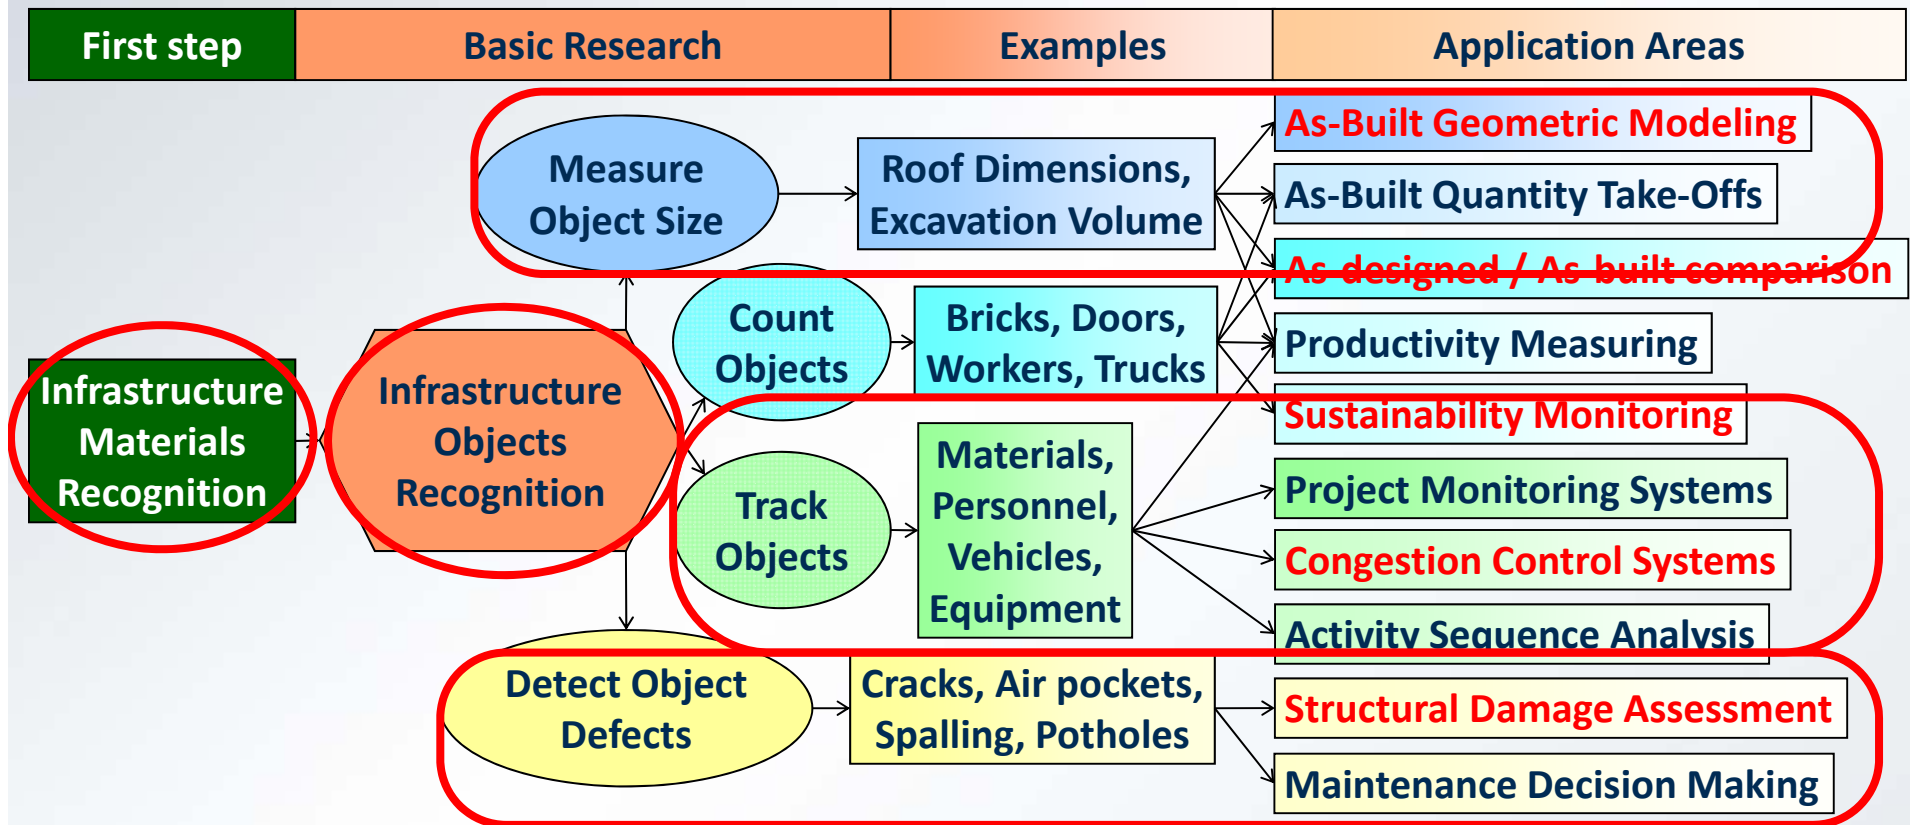 First step
Basic Research
Examples
Application Areas
Measure
Object Size
Roof Dimensions,
Excavation Volume
As-Built Geometric Modeling
As-Built Quantity Take-Offs
As-designed / As-built comparison
Count
Objects
Bricks, Doors,
Workers, Trucks
Productivity Measuring
Sustainability Monitoring
Infrastructure
Materials
Recognition
Infrastructure
Objects
Recognition
Track
Objects
Materials,
Personnel,
Vehicles,
Equipment
Project Monitoring Systems
Congestion Control Systems
Activity Sequence Analysis
Detect Object
Defects
Cracks, Air pockets,
Spalling, Potholes
Structural Damage Assessment
Maintenance Decision Making